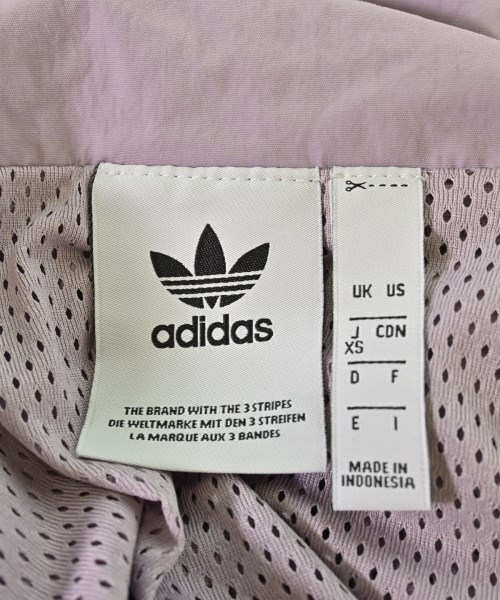 adidas
THE BRAND WITH THE 3 STRIPES
DIE WELTMARKE MIT DEN 3 STREIFEN
LA MARQUE AUX 3 BANDES
UK US
J CDN
XS
D F
E I
MADE IN
INDONESIA